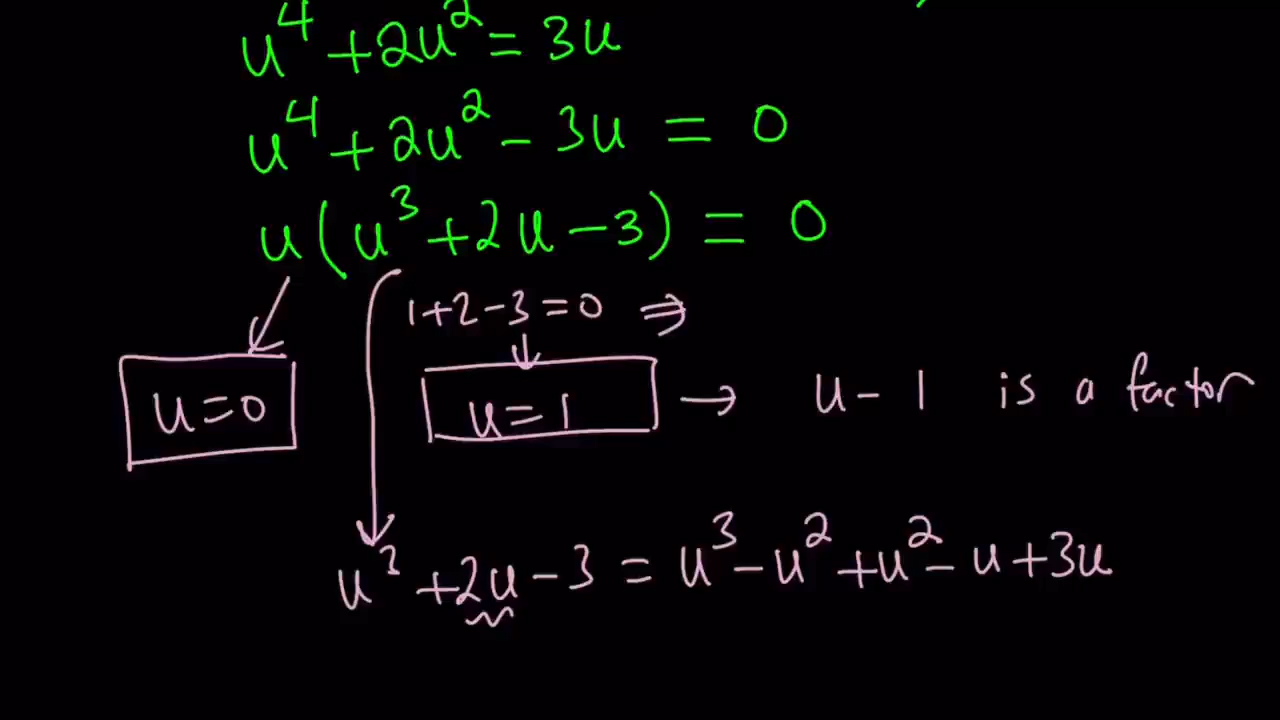 u⁴ + 2u² = 3u
u⁴ + 2u² - 3u = 0
u(u³ + 2u - 3) = 0
1 + 2 - 3 = 0 ⇒
↓
u = 0
u = 1 → u - 1 is a factor
u³ + 2u - 3 = u³ - u² + u² - u + 3u